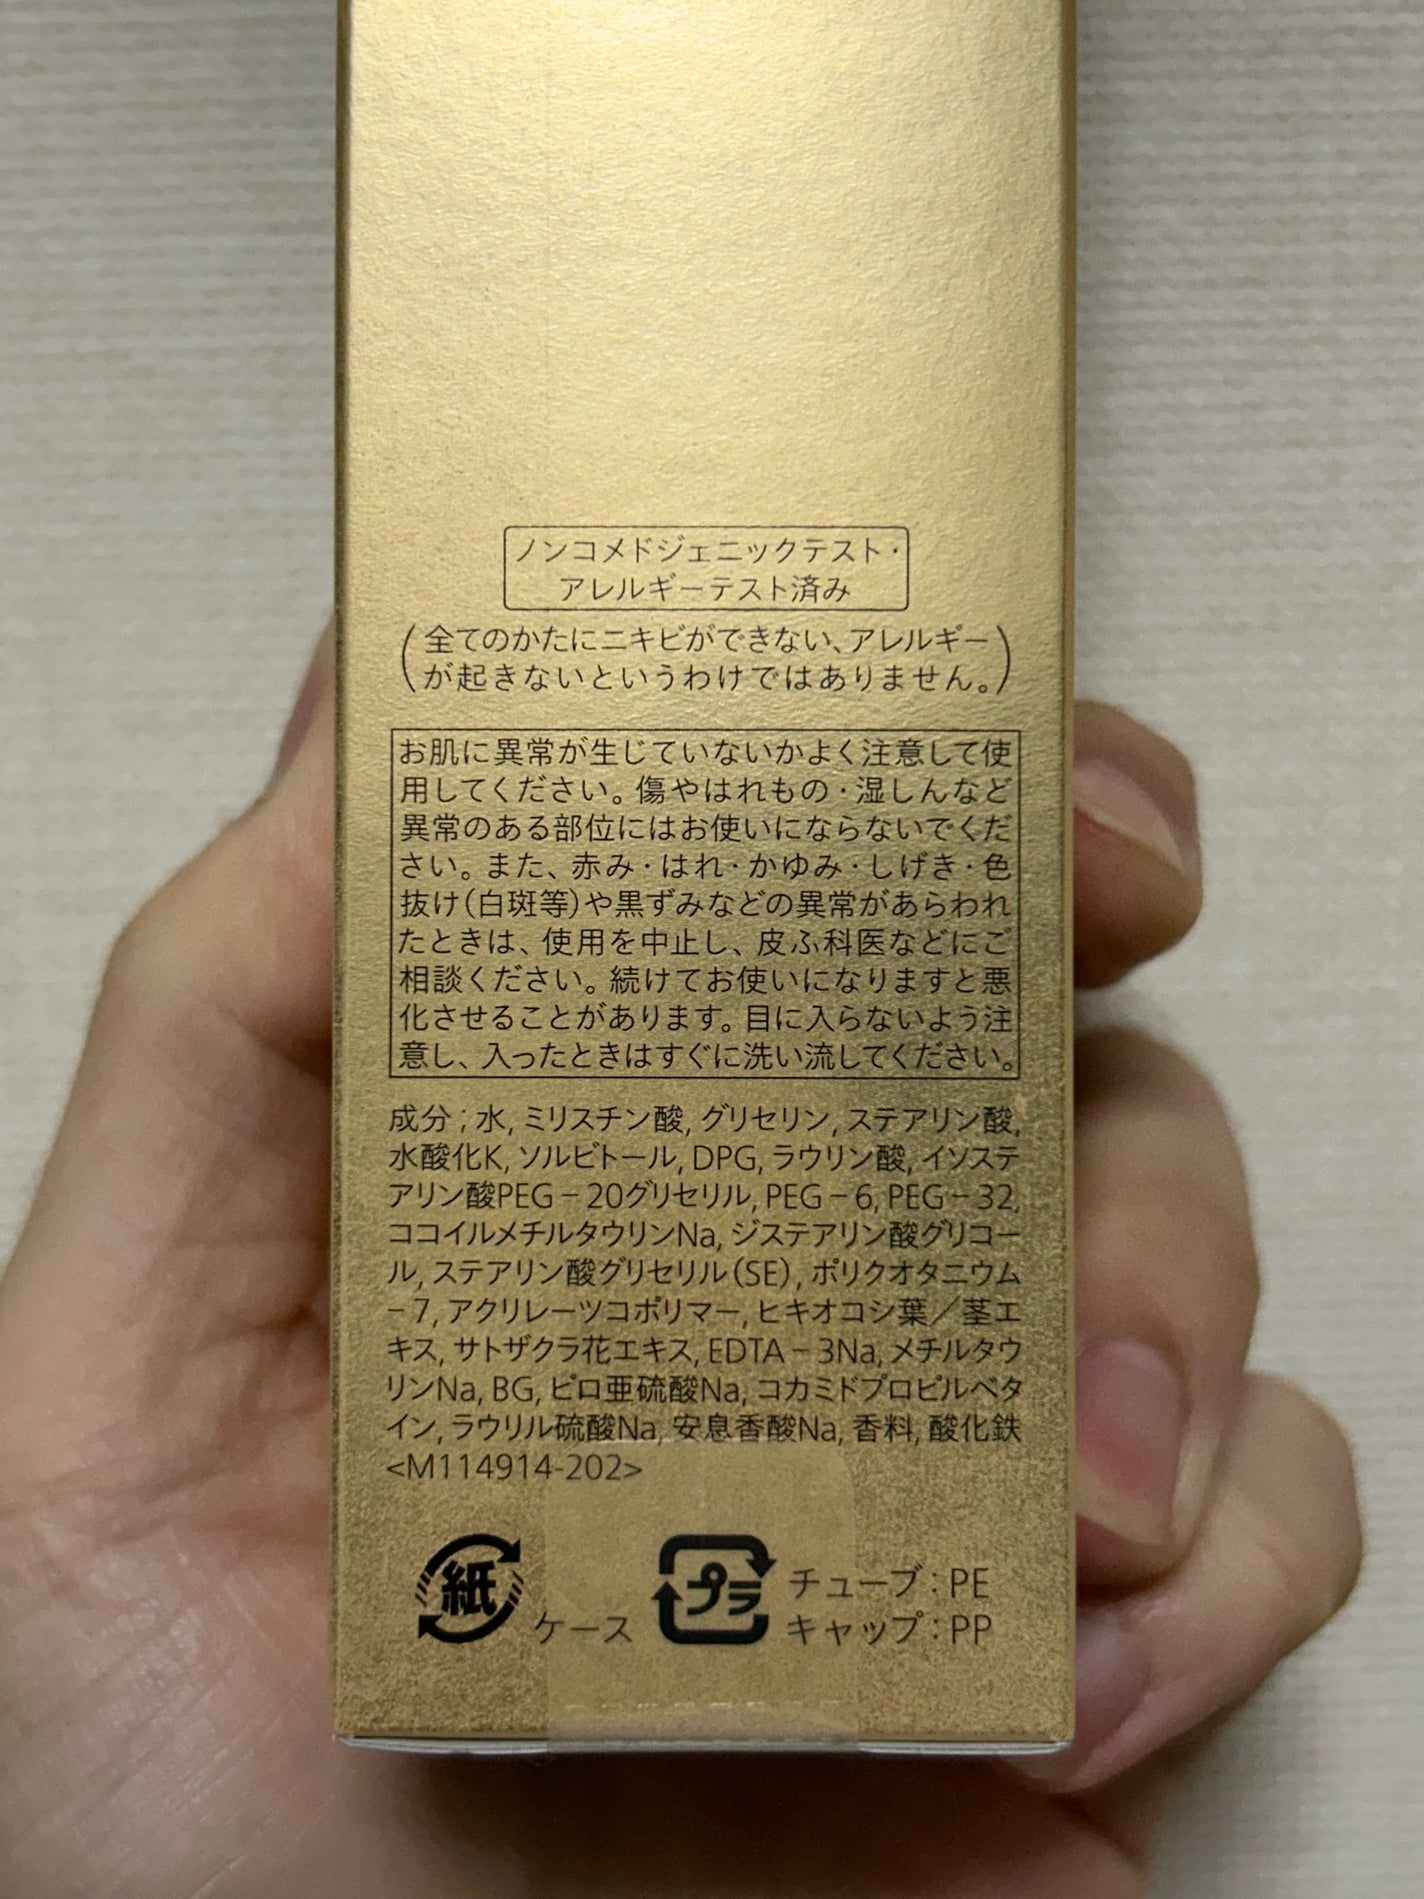 ノンコメドジェニックテスト・
アレルギーテスト済み
(全てのかたにニキビができない、アレルギー
が起きないというわけではありません。)
お肌に異常が生じていないかよく注意して使
用してください。傷やはれもの・湿しんなど
異常のある部位にはお使いにならないでくだ
さい。また、赤み・はれ・かゆみ・しげき・色
抜け(白斑等)や黒ずみなどの異常があらわれ
たときは、使用を中止し、皮ふ科医などにご
相談ください。続けてお使いになりますと悪
化させることがあります。目に入らないよう注
意し、入ったときはすぐに洗い流してください。
成分;水,ミリスチン酸,グリセリン,ステアリン酸,
水酸化K,ソルビトール,DPG,ラウリン酸,イソステ
アリン酸PEG-20グリセリル,PEG-6,PEG-32,
ココイルメチルタウリンNa,ジステアリン酸グリコー
ル,ステアリン酸グリセリル(SE),ポリクオタニウム
-7,アクリレーツコポリマー,ヒキオコシ葉/茎エ
キス,サトザクラ花エキス,EDTA-3Na,メチルタウ
リンNa,BG,ピロ亜硫酸Na,コカミドプロピルベタ
イン,ラウリル硫酸Na,安息香酸Na,香料,酸化鉄
<M114914-202>
紙 ケース プラ チューブ:PE
キャップ:PP